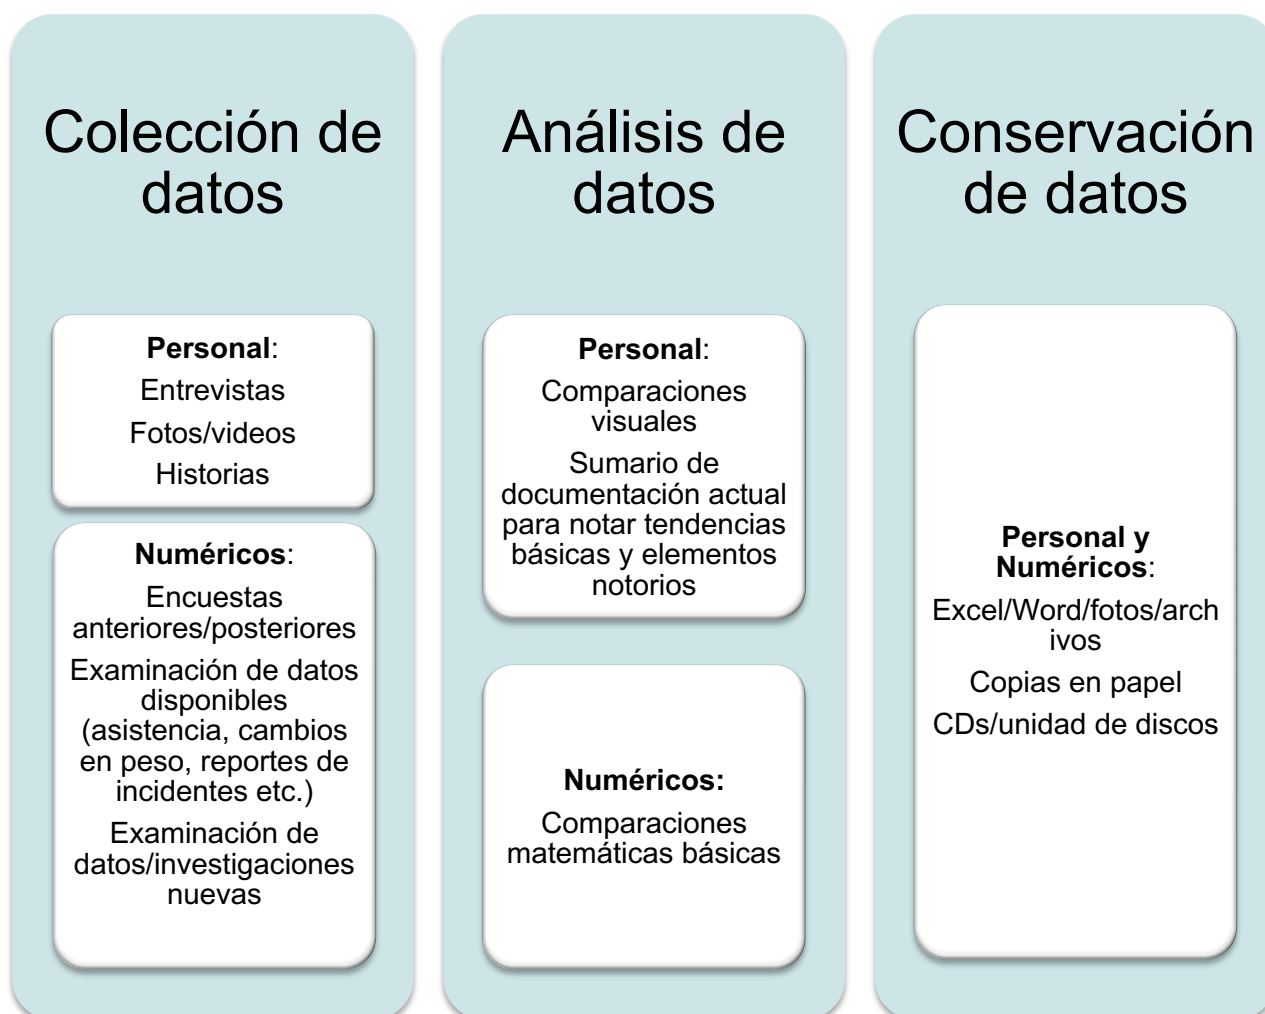 Colección de
datos
Personal:
Entrevistas
Fotos/videos
Historias
Numéricos:
Encuestas
anteriores/posteriores
Examinación de datos
disponibles
(asistencia, cambios
en peso, reportes de
incidentes etc.)
Examinación de
datos/investigaciones
nuevas
Análisis de
datos
Personal:
Comparaciones
visuales
Sumario de
documentación actual
para notar tendencias
básicas y elementos
notorios
Numéricos:
Comparaciones
matemáticas básicas
Conservación
de datos
Personal y
Numéricos:
Excel/Word/fotos/arch
ivos
Copias en papel
CDs/unidad de discos